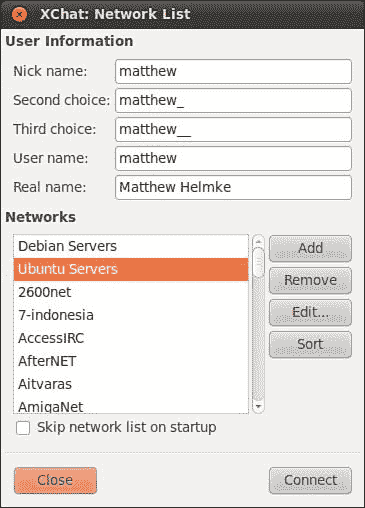 XChat: Network List
User Information
Nick name: matthew
Second choice: matthew_
Third choice: matthew__
User name: matthew
Real name: Matthew Helmke
Networks
Debian Servers
Ubuntu Servers
2600net
7-indonesia
AccessIRC
AfterNET
Aitvaras
AmigaNet
Add
Remove
Edit...
Sort
Skip network list on startup
Close
Connect